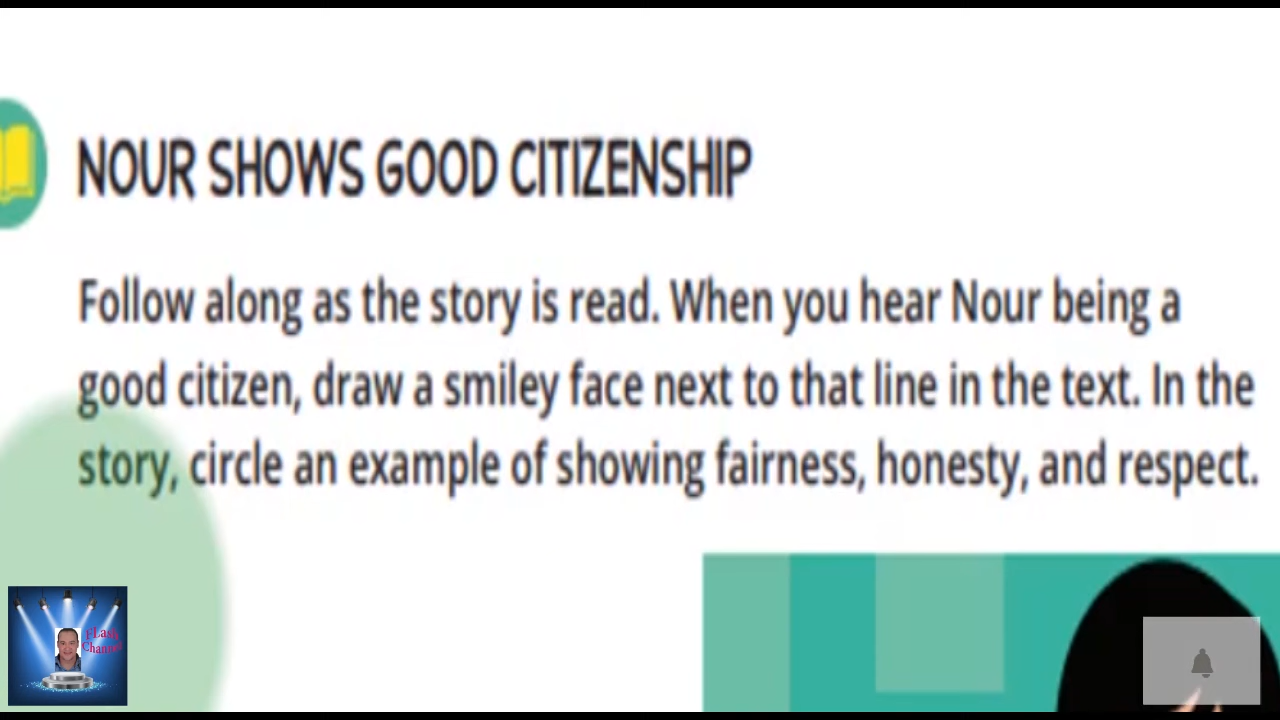 NOUR SHOWS GOOD CITIZENSHIP
Follow along as the story is read. When you hear Nour being a
good citizen, draw a smiley face next to that line in the text. In the
story, circle an example of showing fairness, honesty, and respect.
FLash
Channel